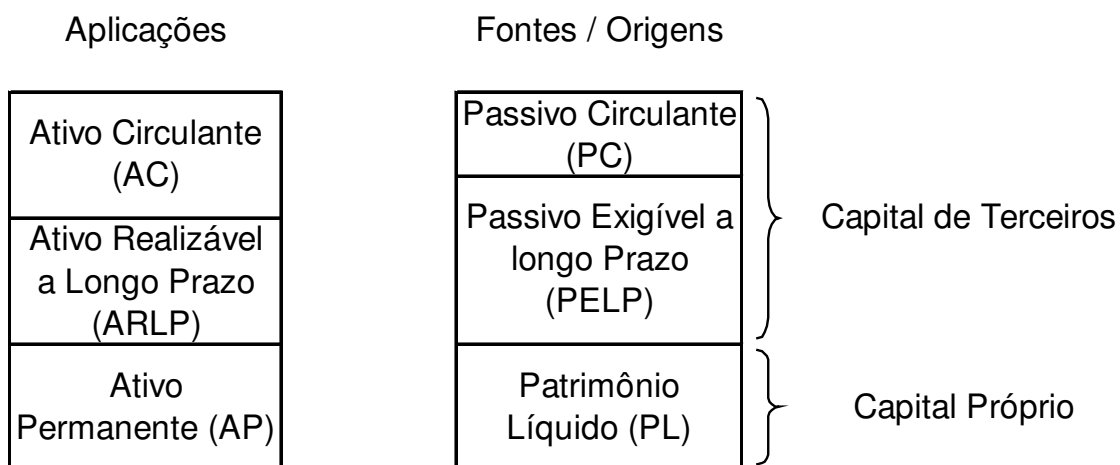 Aplicações
Fontes / Origens
Ativo Circulante
(AC)
Ativo Realizável
a Longo Prazo
(ARLP)
Ativo
Permanente (AP)
Passivo Circulante
(PC)
Passivo Exigível a
longo Prazo
(PELP)
Patrimônio
Líquido (PL)
Capital de Terceiros
Capital Próprio